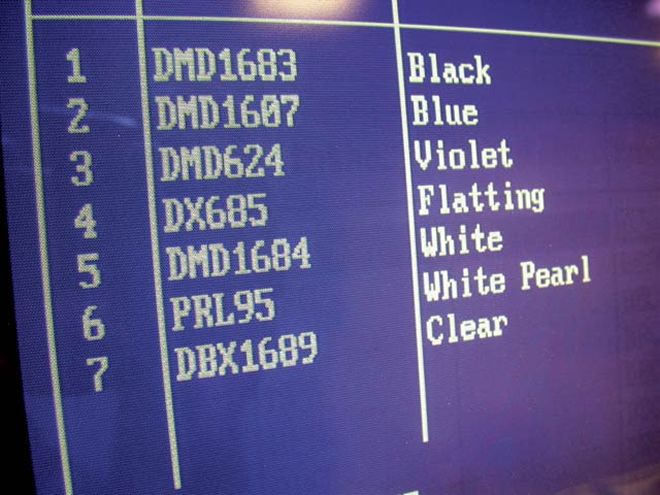 1 DMD1683 Black
2 DMD1607 Blue
3 DMD624 Violet
4 DX685 Flatting
5 DMD1684 White
6 PRL95 White Pearl
7 DBX1689 Clear